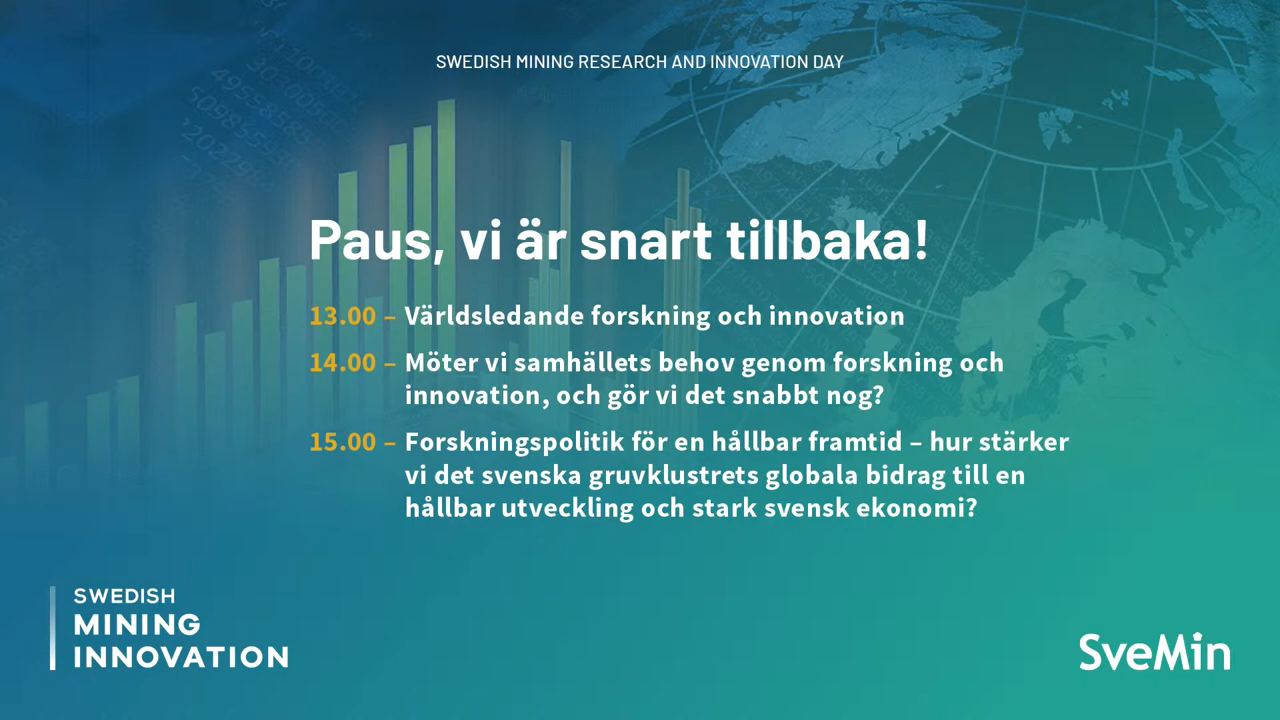 SWEDISH MINING RESEARCH AND INNOVATION DAY
Paus, vi är snart tillbaka!
13.00 – Världsledande forskning och innovation
14.00 – Möter vi samhällets behov genom forskning och
innovation, och gör vi det snabbt nog?
15.00 – Forskningspolitik för en hållbar framtid – hur stärker
vi det svenska gruvklustrets globala bidrag till en
hållbar utveckling och stark svensk ekonomi?
SWEDISH
MINING
INNOVATION
SveMin